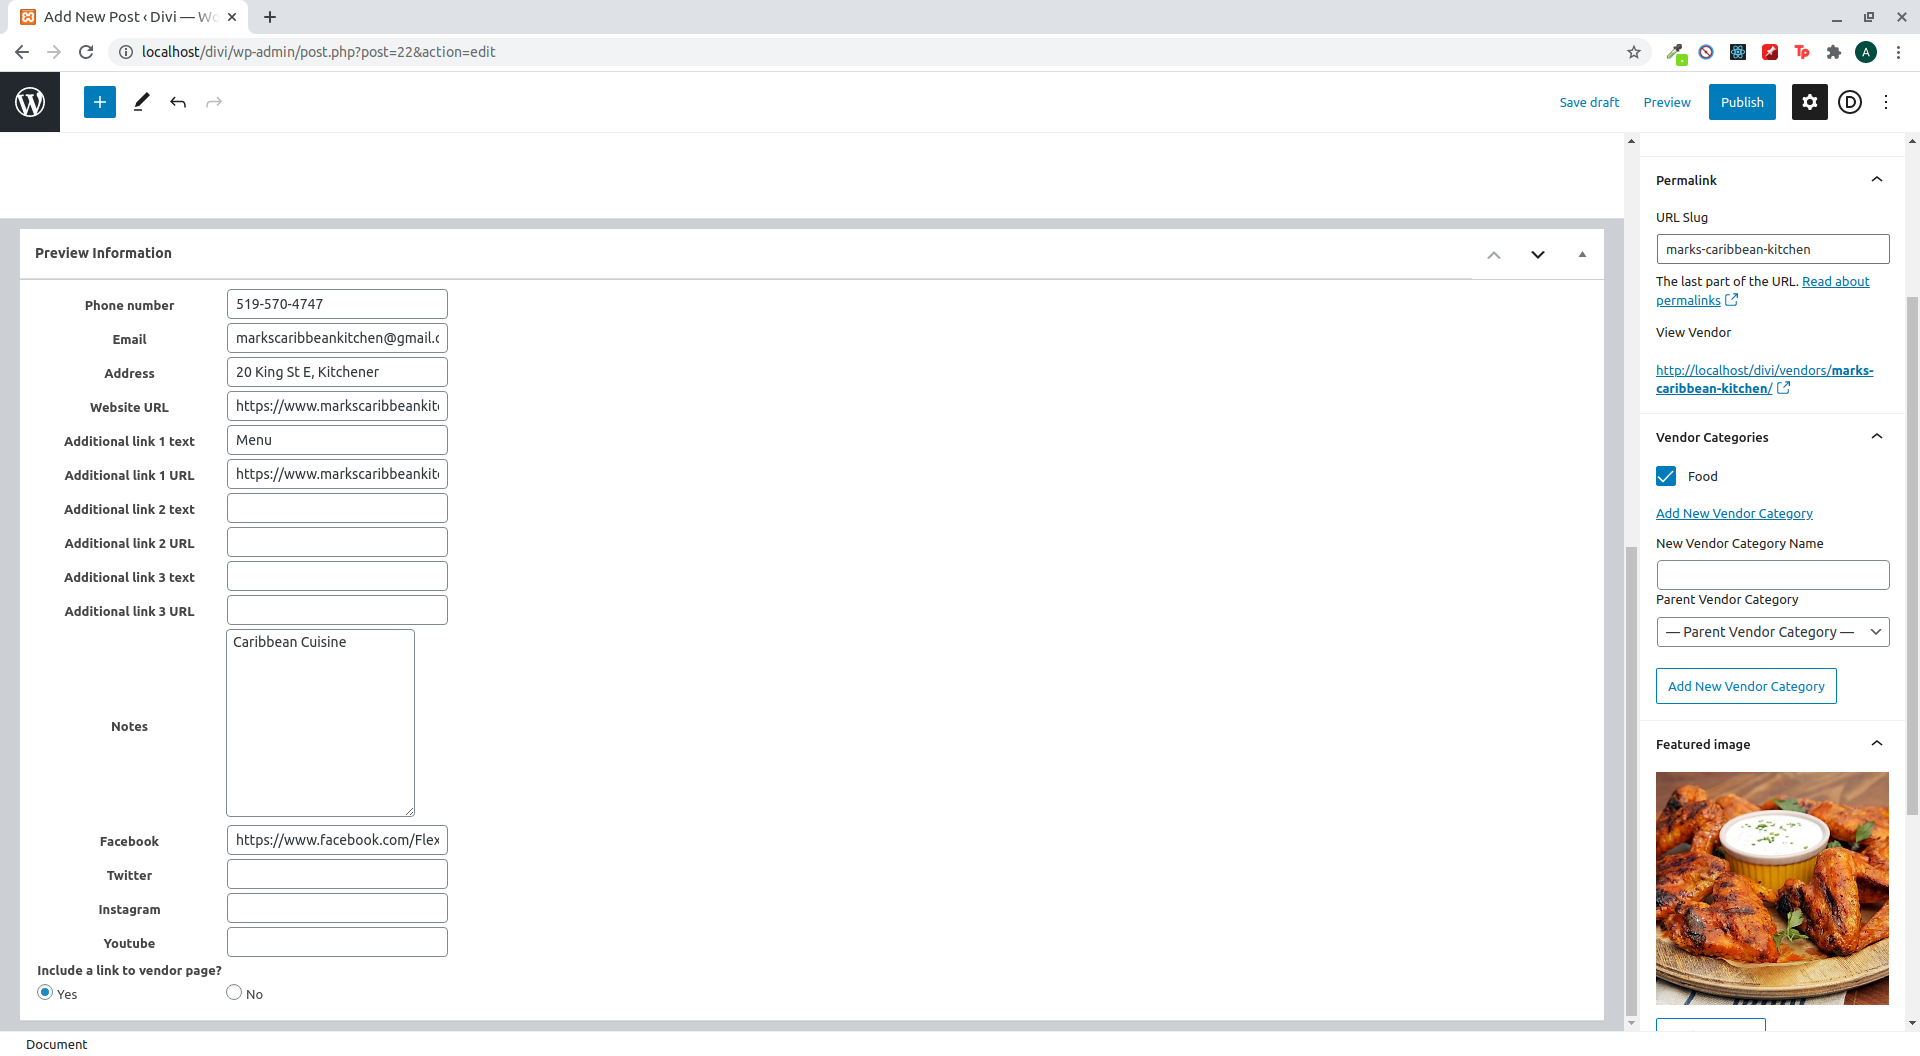 Add New Post ‹ Divi — Wo
localhost/divi/wp-admin/post.php?post=22&action=edit
Tp
A
Save draft
Preview
Publish
D
Preview Information
Phone number
519-570-4747
Email
markscaribbeankitchen@gmail.c
Address
20 King St E, Kitchener
Website URL
https://www.markscaribbeankit
Additional link 1 text
Menu
Additional link 1 URL
https://www.markscaribbeankit
Additional link 2 text
Additional link 2 URL
Additional link 3 text
Additional link 3 URL
Notes
Caribbean Cuisine
Facebook
https://www.facebook.com/Flex
Twitter
Instagram
Youtube
Include a link to vendor page?
Yes
No
Document
Permalink
URL Slug
marks-caribbean-kitchen
The last part of the URL. Read about
permalinks
View Vendor
http://localhost/divi/vendors/marks-
caribbean-kitchen/
Vendor Categories
Food
Add New Vendor Category
New Vendor Category Name
Parent Vendor Category
— Parent Vendor Category —
Add New Vendor Category
Featured image